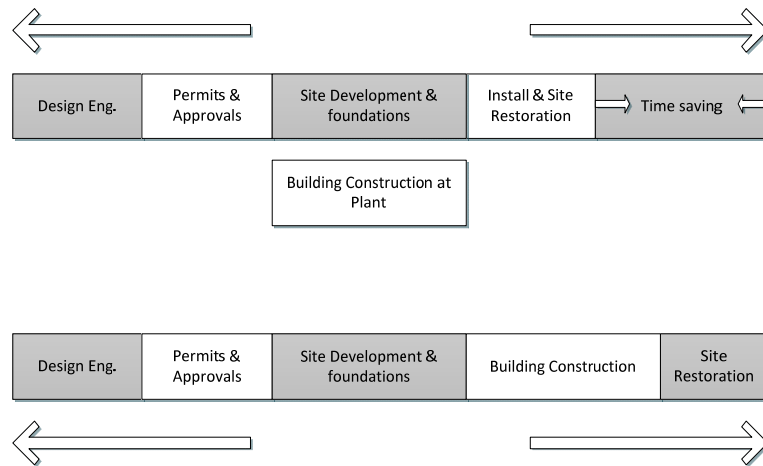 Design Eng.
Permits &
Approvals
Site Development &
foundations
Install & Site
Restoration
Time saving
Building Construction at
Plant
Design Eng.
Permits &
Approvals
Site Development &
foundations
Building Construction
Site
Restoration